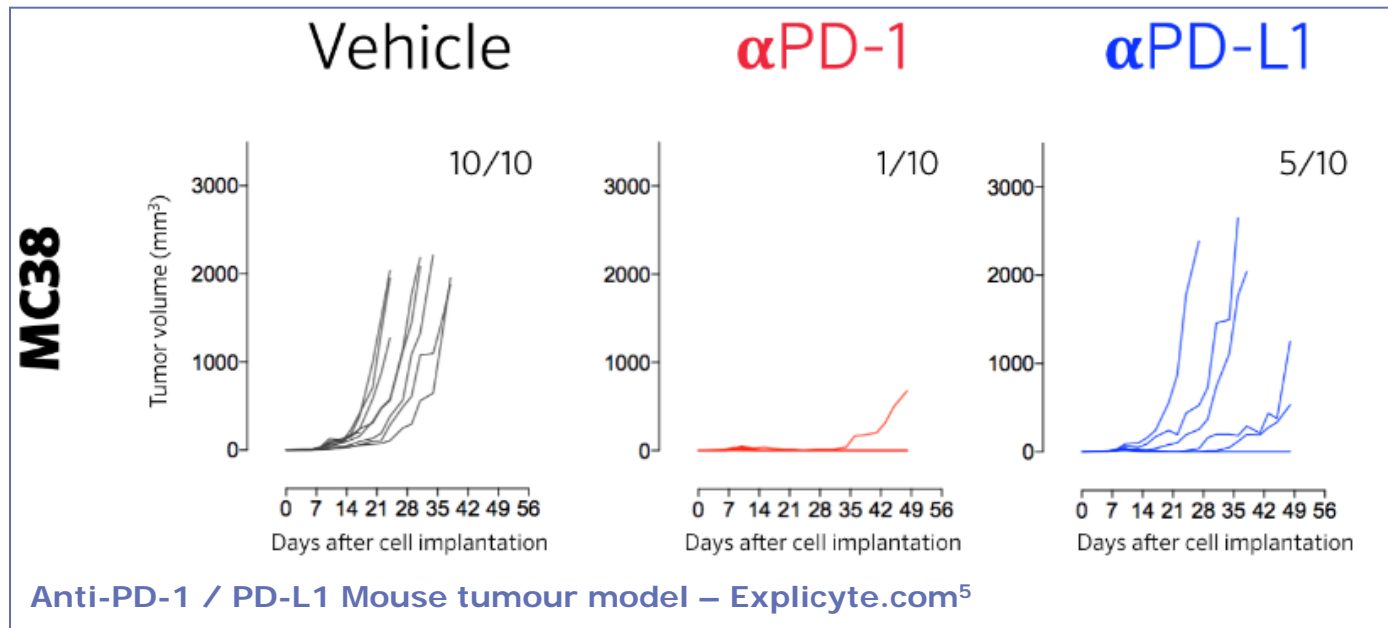 Vehicle
αPD-1
αPD-L1
MC38
Tumor volume (mm³)
10/10
3000
2000
1000
0
0 7 14 21 28 35 42 49 56
Days after cell implantation
1/10
3000
2000
1000
0
0 7 14 21 28 35 42 49 56
Days after cell implantation
5/10
3000
2000
1000
0
0 7 14 21 28 35 42 49 56
Days after cell implantation
Anti-PD-1 / PD-L1 Mouse tumour model – Explicyte.com⁵